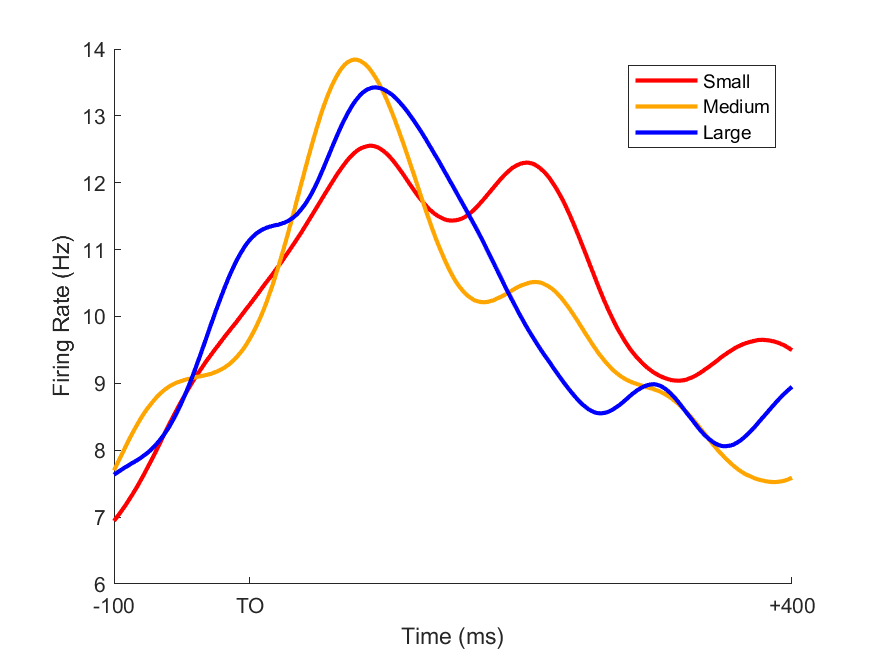 14
13
12
11
10
9
8
7
6
Firing Rate (Hz)
Small
Medium
Large
-100
TO
+400
Time (ms)